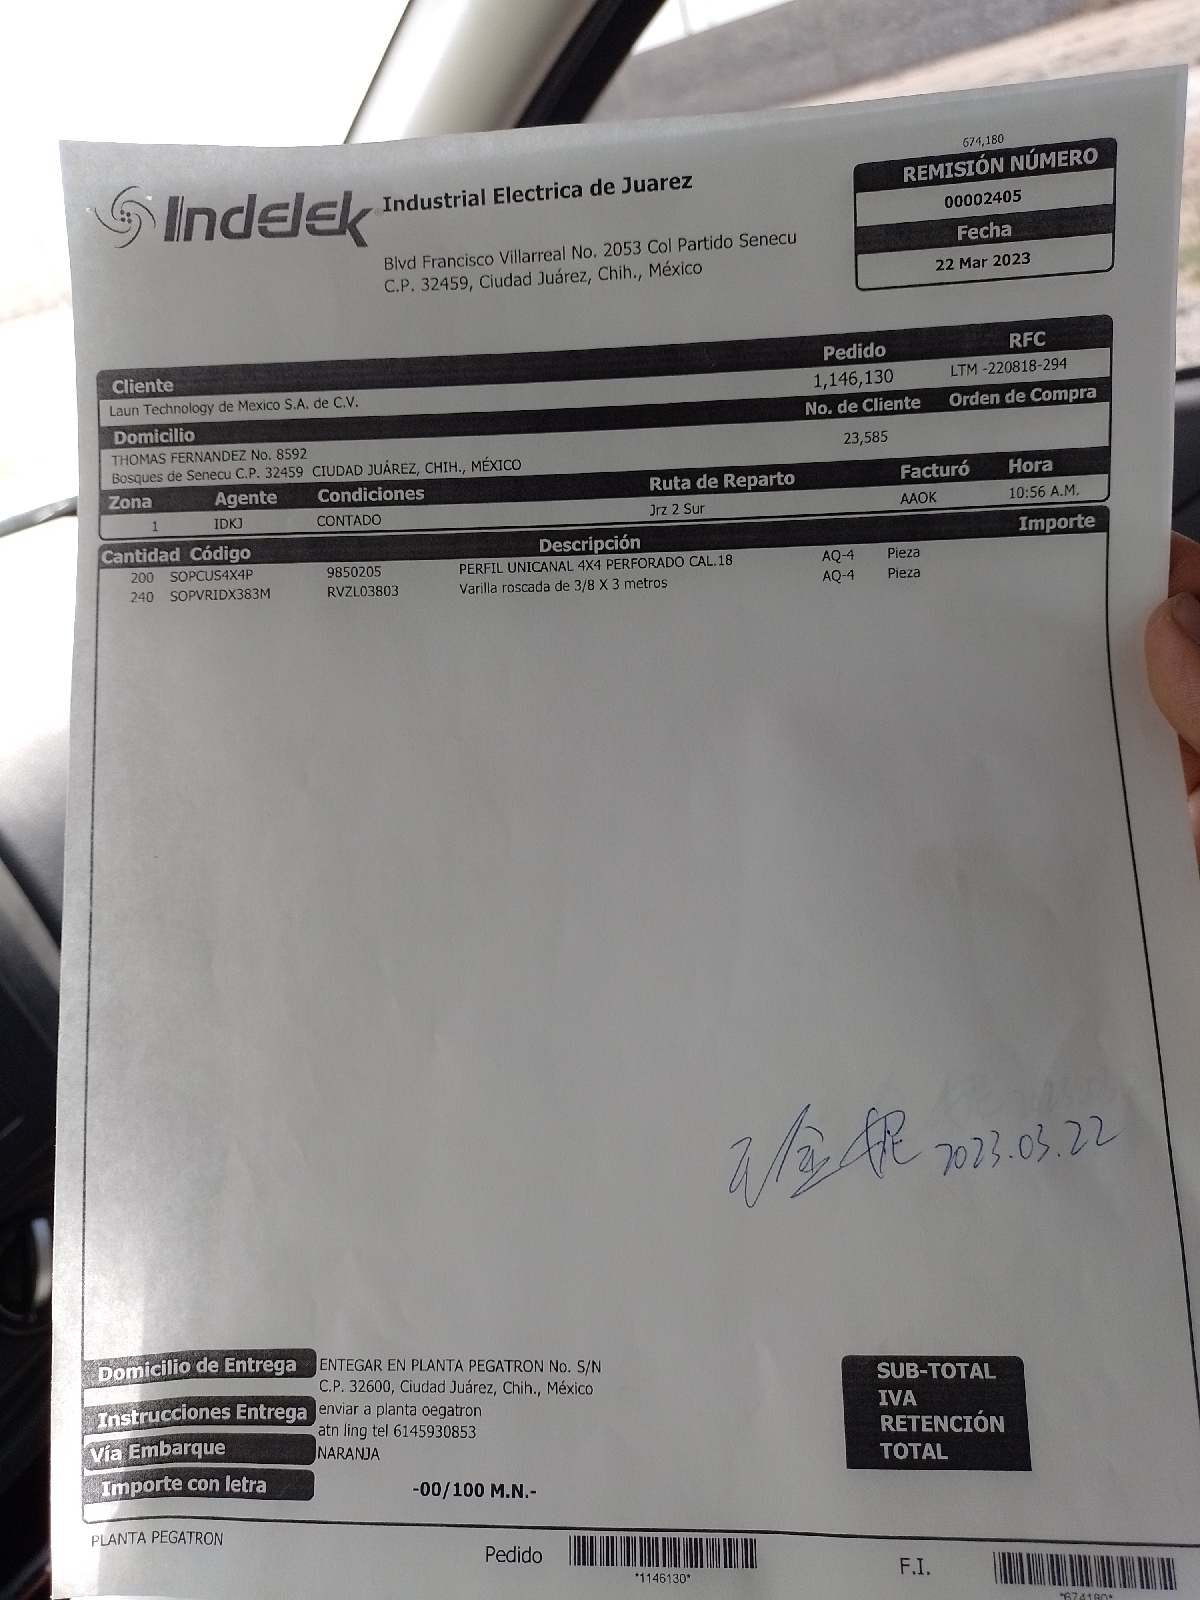 674,180
Indelek
Industrial Electrica de Juarez
REMISIÓN NÚMERO
00002405
Fecha
22 Mar 2023
Blvd Francisco Villarreal No. 2053 Col Partido Senecu
C.P. 32459, Ciudad Juárez, Chih., México
Cliente Pedido RFC
Laun Technology de Mexico S.A. de C.V. 1,146,130 LTM -220818-294
Domicilio No. de Cliente Orden de Compra
THOMAS FERNANDEZ No. 8592 23,585
Bosques de Senecu C.P. 32459 CIUDAD JUÁREZ, CHIH., MÉXICO
Zona Agente Condiciones Ruta de Reparto Facturó Hora
1 IDKJ CONTADO Jrz 2 Sur AAOK 10:56 A.M.
Cantidad Código Descripción Importe
200 SOPCUS4X4P 9850205 PERFIL UNICANAL 4X4 PERFORADO CAL.18 AQ-4 Pieza
240 SOPVRIDX383M RVZL03803 Varilla roscada de 3/8 X 3 metros AQ-4 Pieza
2023.03.22
Domicilio de Entrega ENTEGAR EN PLANTA PEGATRON No. S/N
C.P. 32600, Ciudad Juárez, Chih., México
Instrucciones Entrega enviar a planta oegatron
atn ling tel 6145930853
Vía Embarque NARANJA
Importe con letra -00/100 M.N.-
SUB-TOTAL
IVA
RETENCIÓN
TOTAL
PLANTA PEGATRON
Pedido
*1146130*
F.I.
*674180*